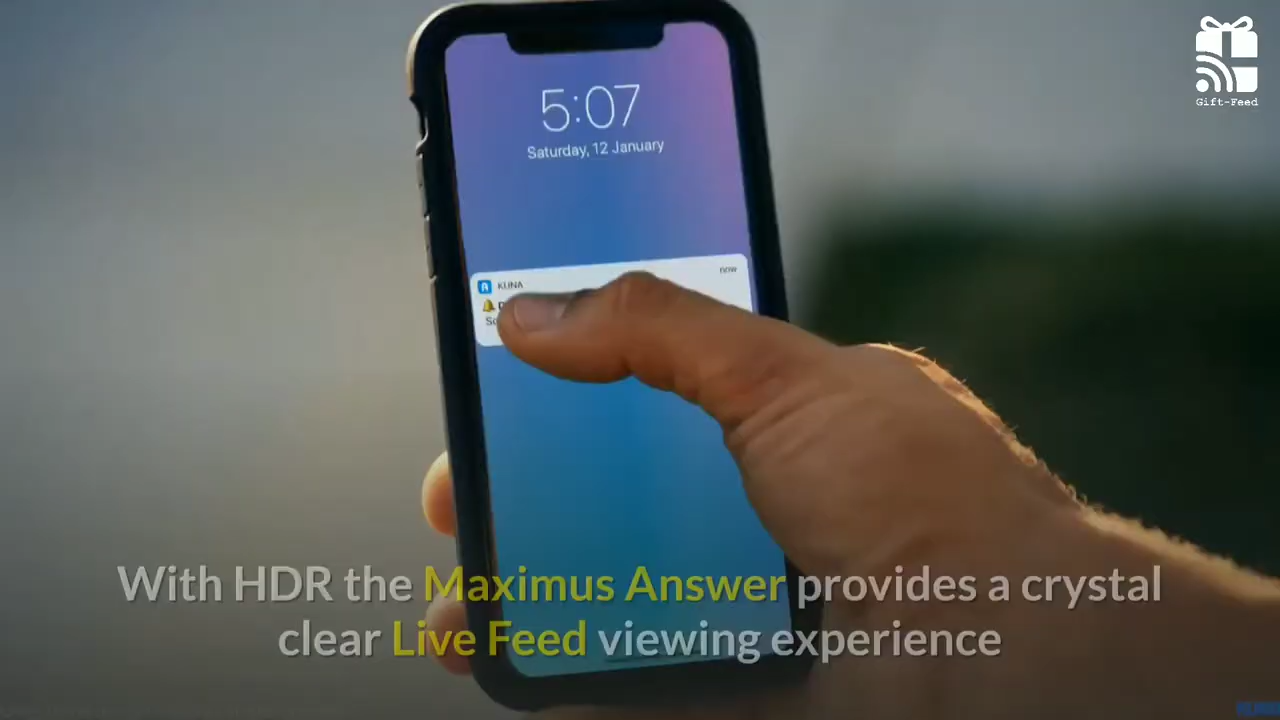 Gift-Feed
5:07
Saturday, 12 January
now
KUNA
With HDR the Maximus Answer provides a crystal
clear Live Feed viewing experience